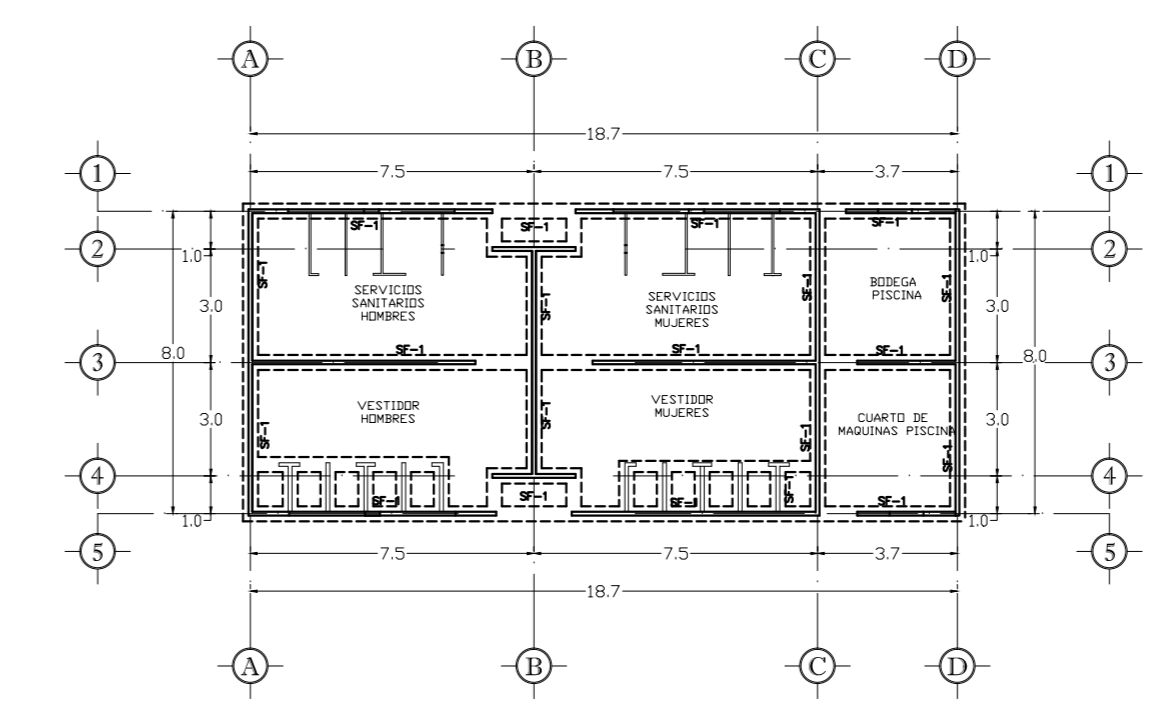 A B C D
18.7
7.5 7.5 3.7
1 1
2 2
SF-1 SF-1 SF-1 SF-1
1.0 1.0
SF-1 SF-1 SF-1 SF-1
SERVICIOS
SANITARIOS
HOMBRES
SERVICIOS
SANITARIOS
MUJERES
BODEGA
PISCINA
3.0 3.0
8.0 8.0
SF-1 SF-1 SF-1
3 3
VESTIDOR
HOMBRES
VESTIDOR
MUJERES
CUARTO DE
MAQUINAS PISCINA
3.0 3.0
SF-1 SF-1 SF-1 SF-1
4 4
SF-1 SF-1 SF-1 SF-1 SF-1
1.0 1.0
5 5
7.5 7.5 3.7
18.7
A B C D